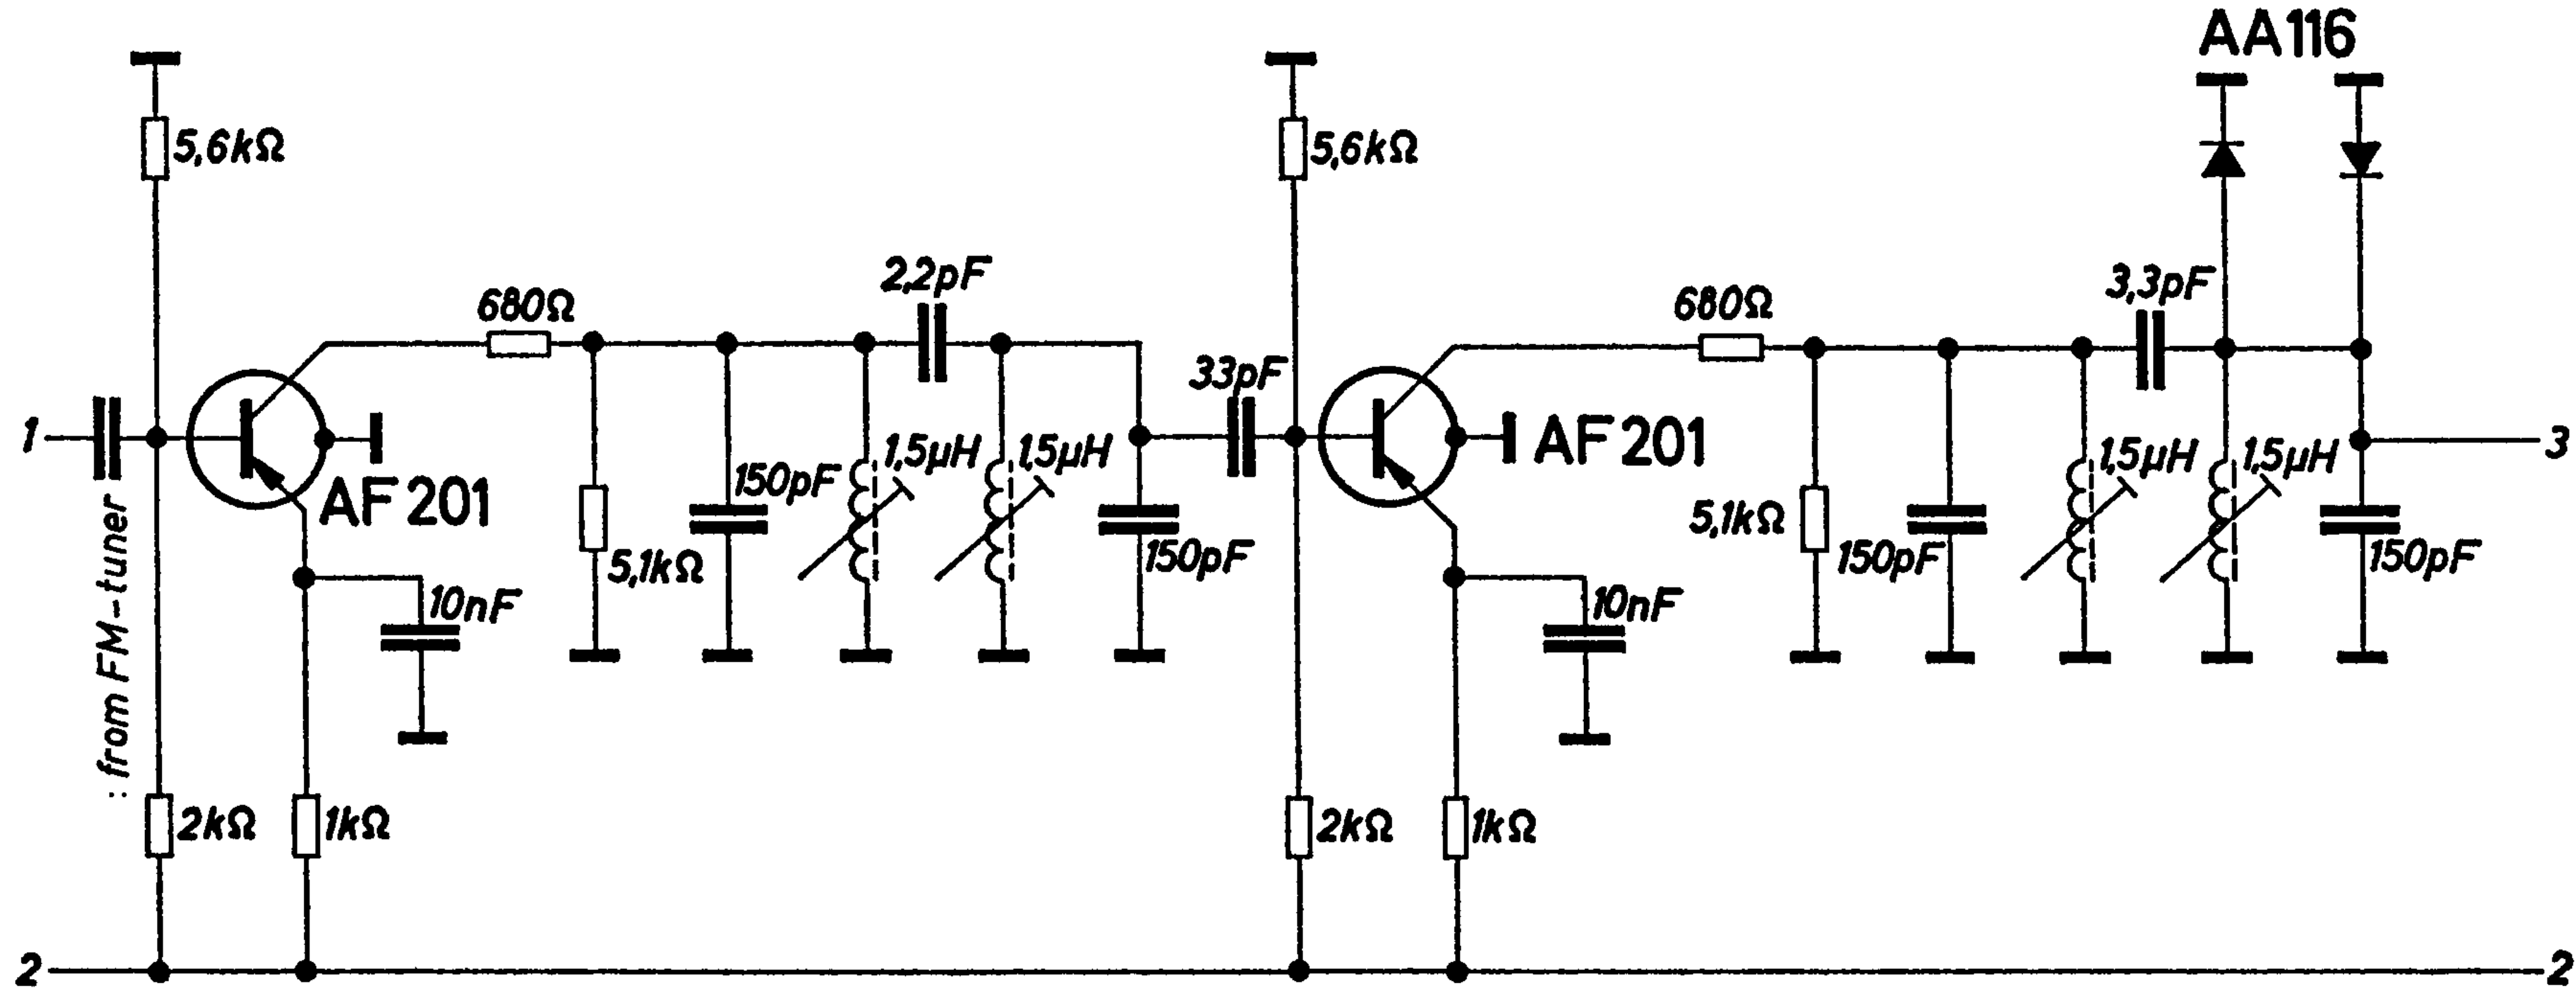 AA116
5,6kΩ
5,6kΩ
2,2pF
3,3pF
680Ω
680Ω
33pF
1
AF 201
1,5µH
1,5µH
AF 201
1,5µH
1,5µH
3
150pF
5,1kΩ
150pF
5,1kΩ
150pF
150pF
: from FM-tuner
10nF
10nF
2kΩ
1kΩ
2kΩ
1kΩ
2
2